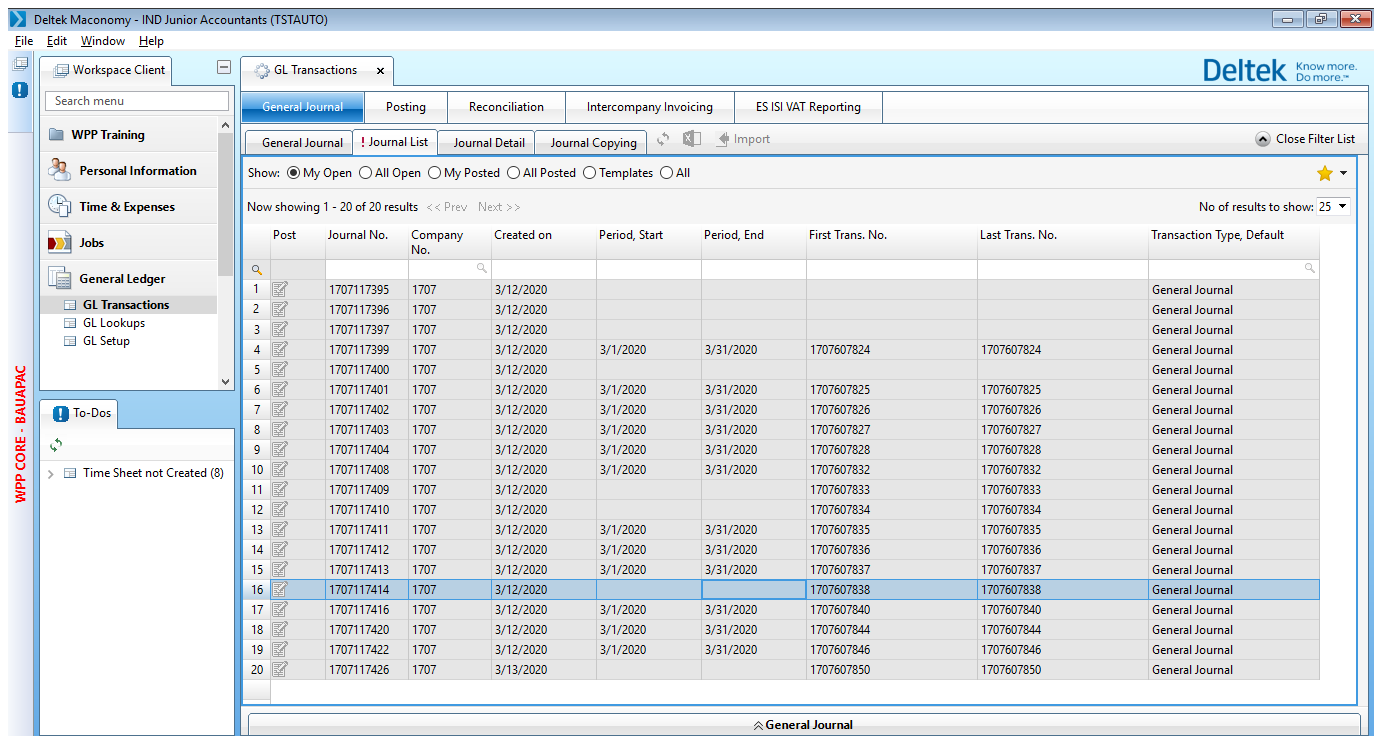 Deltek Maconomy - IND Junior Accountants (TSTAUTO)
File Edit Window Help
Workspace Client
GL Transactions
Deltek Know more. Do more.™
Search menu
General Journal Posting Reconciliation Intercompany Invoicing ES ISI VAT Reporting
WPP Training
General Journal ! Journal List Journal Detail Journal Copying Import Close Filter List
Personal Information
Show: My Open All Open My Posted All Posted Templates All
Time & Expenses
Now showing 1 - 20 of 20 results << Prev Next >> No of results to show: 25
Jobs
General Ledger
GL Transactions
GL Lookups
GL Setup
WPP CORE - BAUAPAC
To-Dos
Time Sheet not Created (8)
Post Journal No. Company No. Created on Period, Start Period, End First Trans. No. Last Trans. No. Transaction Type, Default
1 1707117395 1707 3/12/2020 General Journal
2 1707117396 1707 3/12/2020 General Journal
3 1707117397 1707 3/12/2020 General Journal
4 1707117399 1707 3/12/2020 3/1/2020 3/31/2020 1707607824 1707607824 General Journal
5 1707117400 1707 3/12/2020 General Journal
6 1707117401 1707 3/12/2020 3/1/2020 3/31/2020 1707607825 1707607825 General Journal
7 1707117402 1707 3/12/2020 3/1/2020 3/31/2020 1707607826 1707607826 General Journal
8 1707117403 1707 3/12/2020 3/1/2020 3/31/2020 1707607827 1707607827 General Journal
9 1707117404 1707 3/12/2020 3/1/2020 3/31/2020 1707607828 1707607828 General Journal
10 1707117408 1707 3/12/2020 3/1/2020 3/31/2020 1707607832 1707607832 General Journal
11 1707117409 1707 3/12/2020 1707607833 1707607833 General Journal
12 1707117410 1707 3/12/2020 1707607834 1707607834 General Journal
13 1707117411 1707 3/12/2020 3/1/2020 3/31/2020 1707607835 1707607835 General Journal
14 1707117412 1707 3/12/2020 3/1/2020 3/31/2020 1707607836 1707607836 General Journal
15 1707117413 1707 3/12/2020 3/1/2020 3/31/2020 1707607837 1707607837 General Journal
16 1707117414 1707 3/12/2020 1707607838 1707607838 General Journal
17 1707117416 1707 3/12/2020 3/1/2020 3/31/2020 1707607840 1707607840 General Journal
18 1707117420 1707 3/12/2020 3/1/2020 3/31/2020 1707607844 1707607844 General Journal
19 1707117422 1707 3/12/2020 3/1/2020 3/31/2020 1707607846 1707607846 General Journal
20 1707117426 1707 3/13/2020 1707607850 1707607850 General Journal
General Journal